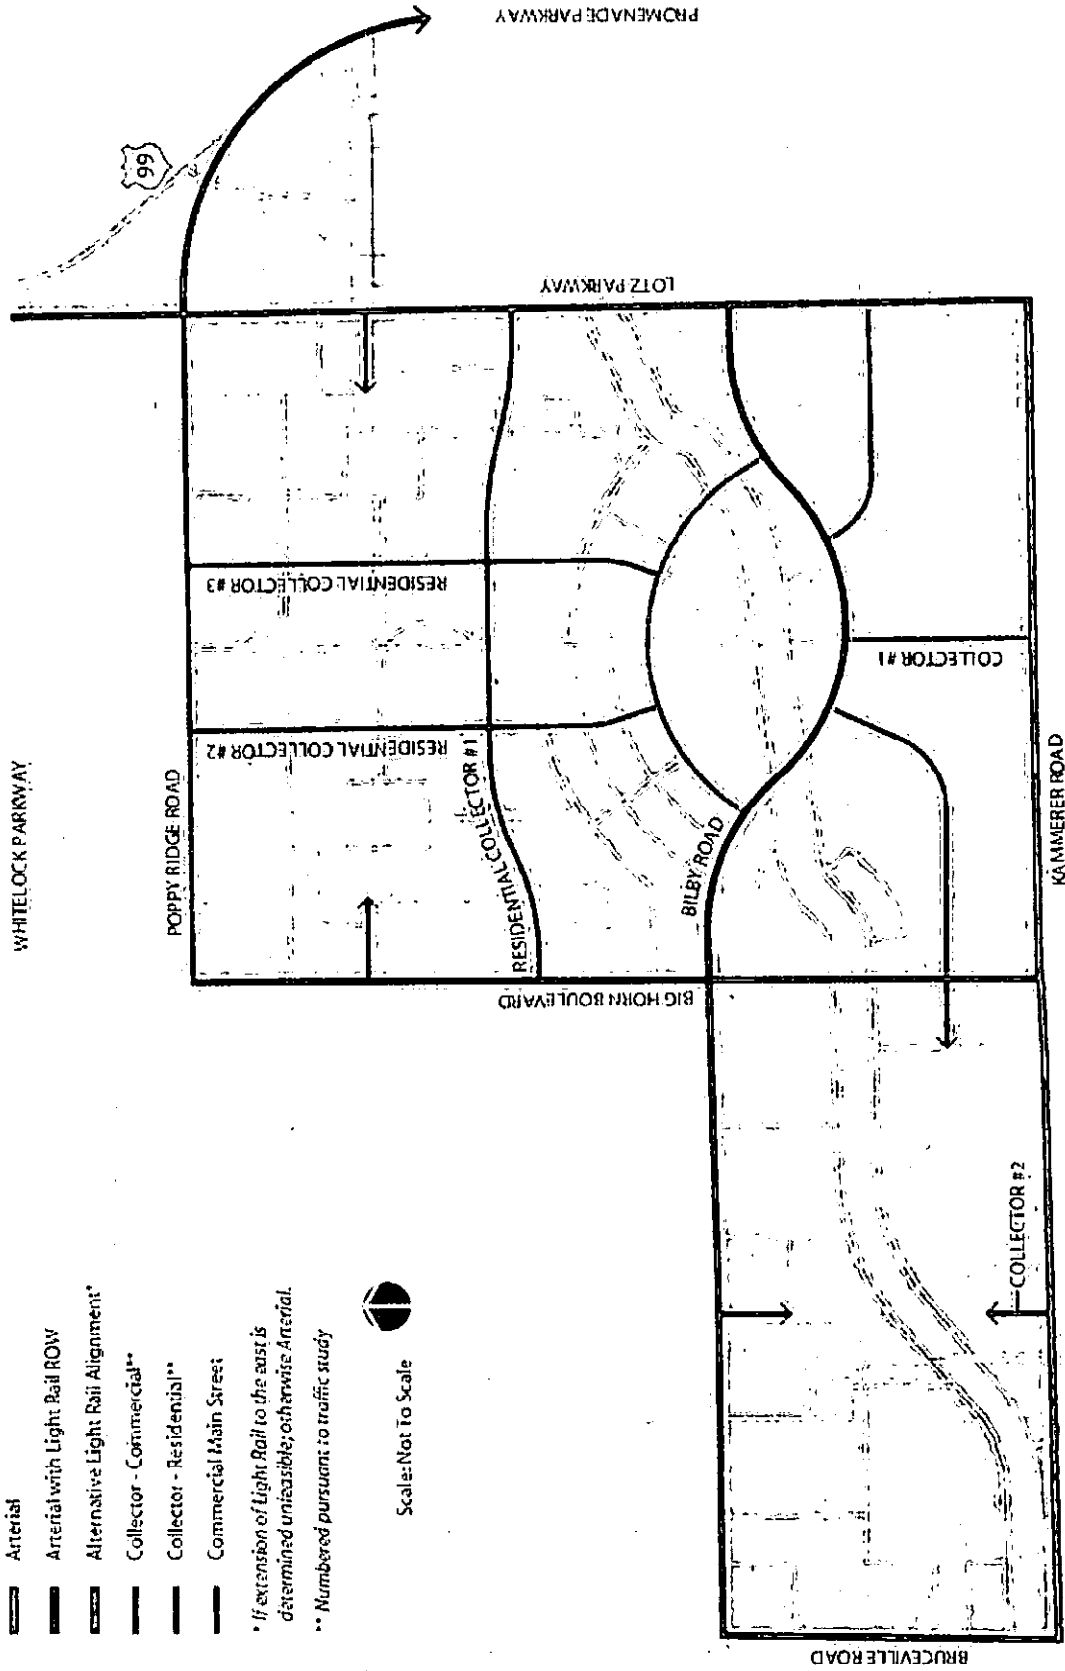 Arterial
Arterial with Light Rail ROW
Alternative Light Rail Alignment*
Collector - Commercial**
Collector - Residential**
Commercial Main Street
* If extension of Light Rail to the east is
determined unfeasible; otherwise Arterial.
** Numbered pursuant to traffic study
Scale: Not To Scale
WHITELOCK PARKWAY
POPPY RIDGE ROAD
99
PROMENADE PARKWAY
LOTZ PARKWAY
RESIDENTIAL COLLECTOR #3
RESIDENTIAL COLLECTOR #2
RESIDENTIAL COLLECTOR #1
BIG HORN BOULEVARD
BILBY ROAD
COLLECTOR #1
COLLECTOR #2
KAMMERER ROAD
BRUCEVILLE ROAD